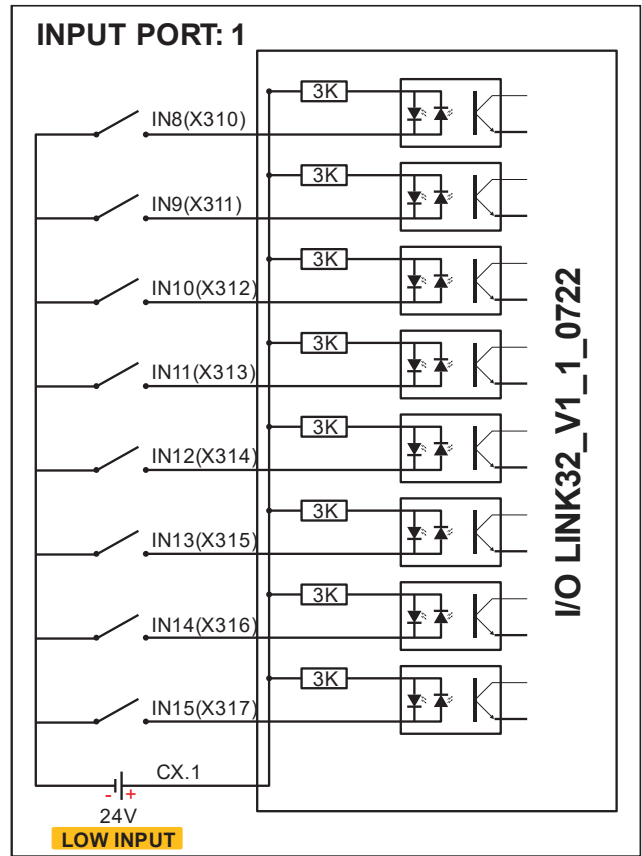 INPUT PORT: 1
3K
IN8(X310)
3K
IN9(X311)
3K
IN10(X312)
3K
IN11(X313)
3K
IN12(X314)
3K
IN13(X315)
3K
IN14(X316)
3K
IN15(X317)
I/O LINK32_V1_1_0722
CX.1
- +
24V
LOW INPUT